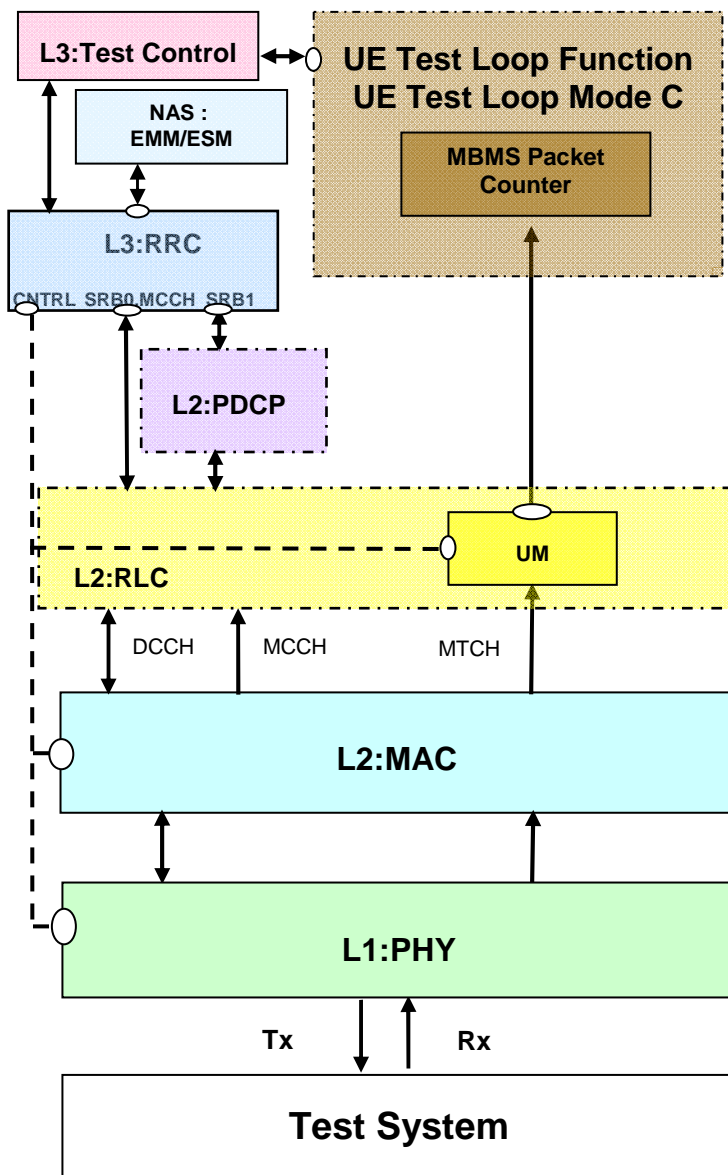 L3:Test Control
UE Test Loop Function
UE Test Loop Mode C
NAS :
EMM/ESM
MBMS Packet
Counter
L3:RRC
CNTRL SRB0,MCCH SRB1
L2:PDCP
UM
L2:RLC
DCCH
MCCH
MTCH
L2:MAC
L1:PHY
Tx
Rx
Test System